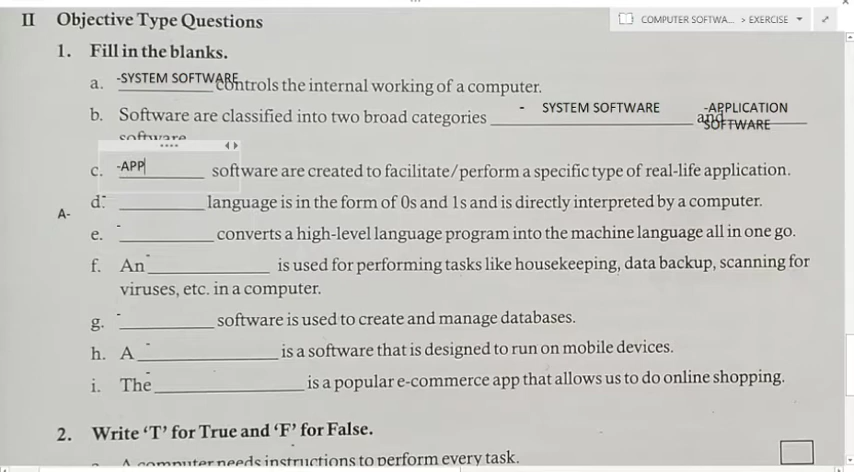 II Objective Type Questions
COMPUTER SOFTWA... > EXERCISE
1. Fill in the blanks.
a. -SYSTEM SOFTWARE controls the internal working of a computer.
b. Software are classified into two broad categories - SYSTEM SOFTWARE and -APPLICATION SOFTWARE
software
c. -APP software are created to facilitate/perform a specific type of real-life application.
A- d. language is in the form of 0s and 1s and is directly interpreted by a computer.
e. converts a high-level language program into the machine language all in one go.
f. An is used for performing tasks like housekeeping, data backup, scanning for
viruses, etc. in a computer.
g. software is used to create and manage databases.
h. A is a software that is designed to run on mobile devices.
i. The is a popular e-commerce app that allows us to do online shopping.
2. Write ‘T’ for True and ‘F’ for False.
A computer needs instructions to perform every task.